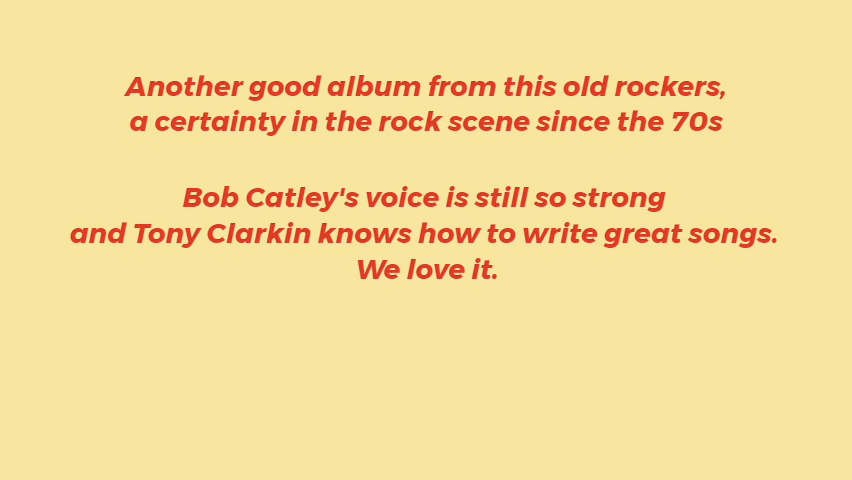 Another good album from this old rockers,
a certainty in the rock scene since the 70s
Bob Catley's voice is still so strong
and Tony Clarkin knows how to write great songs.
We love it.